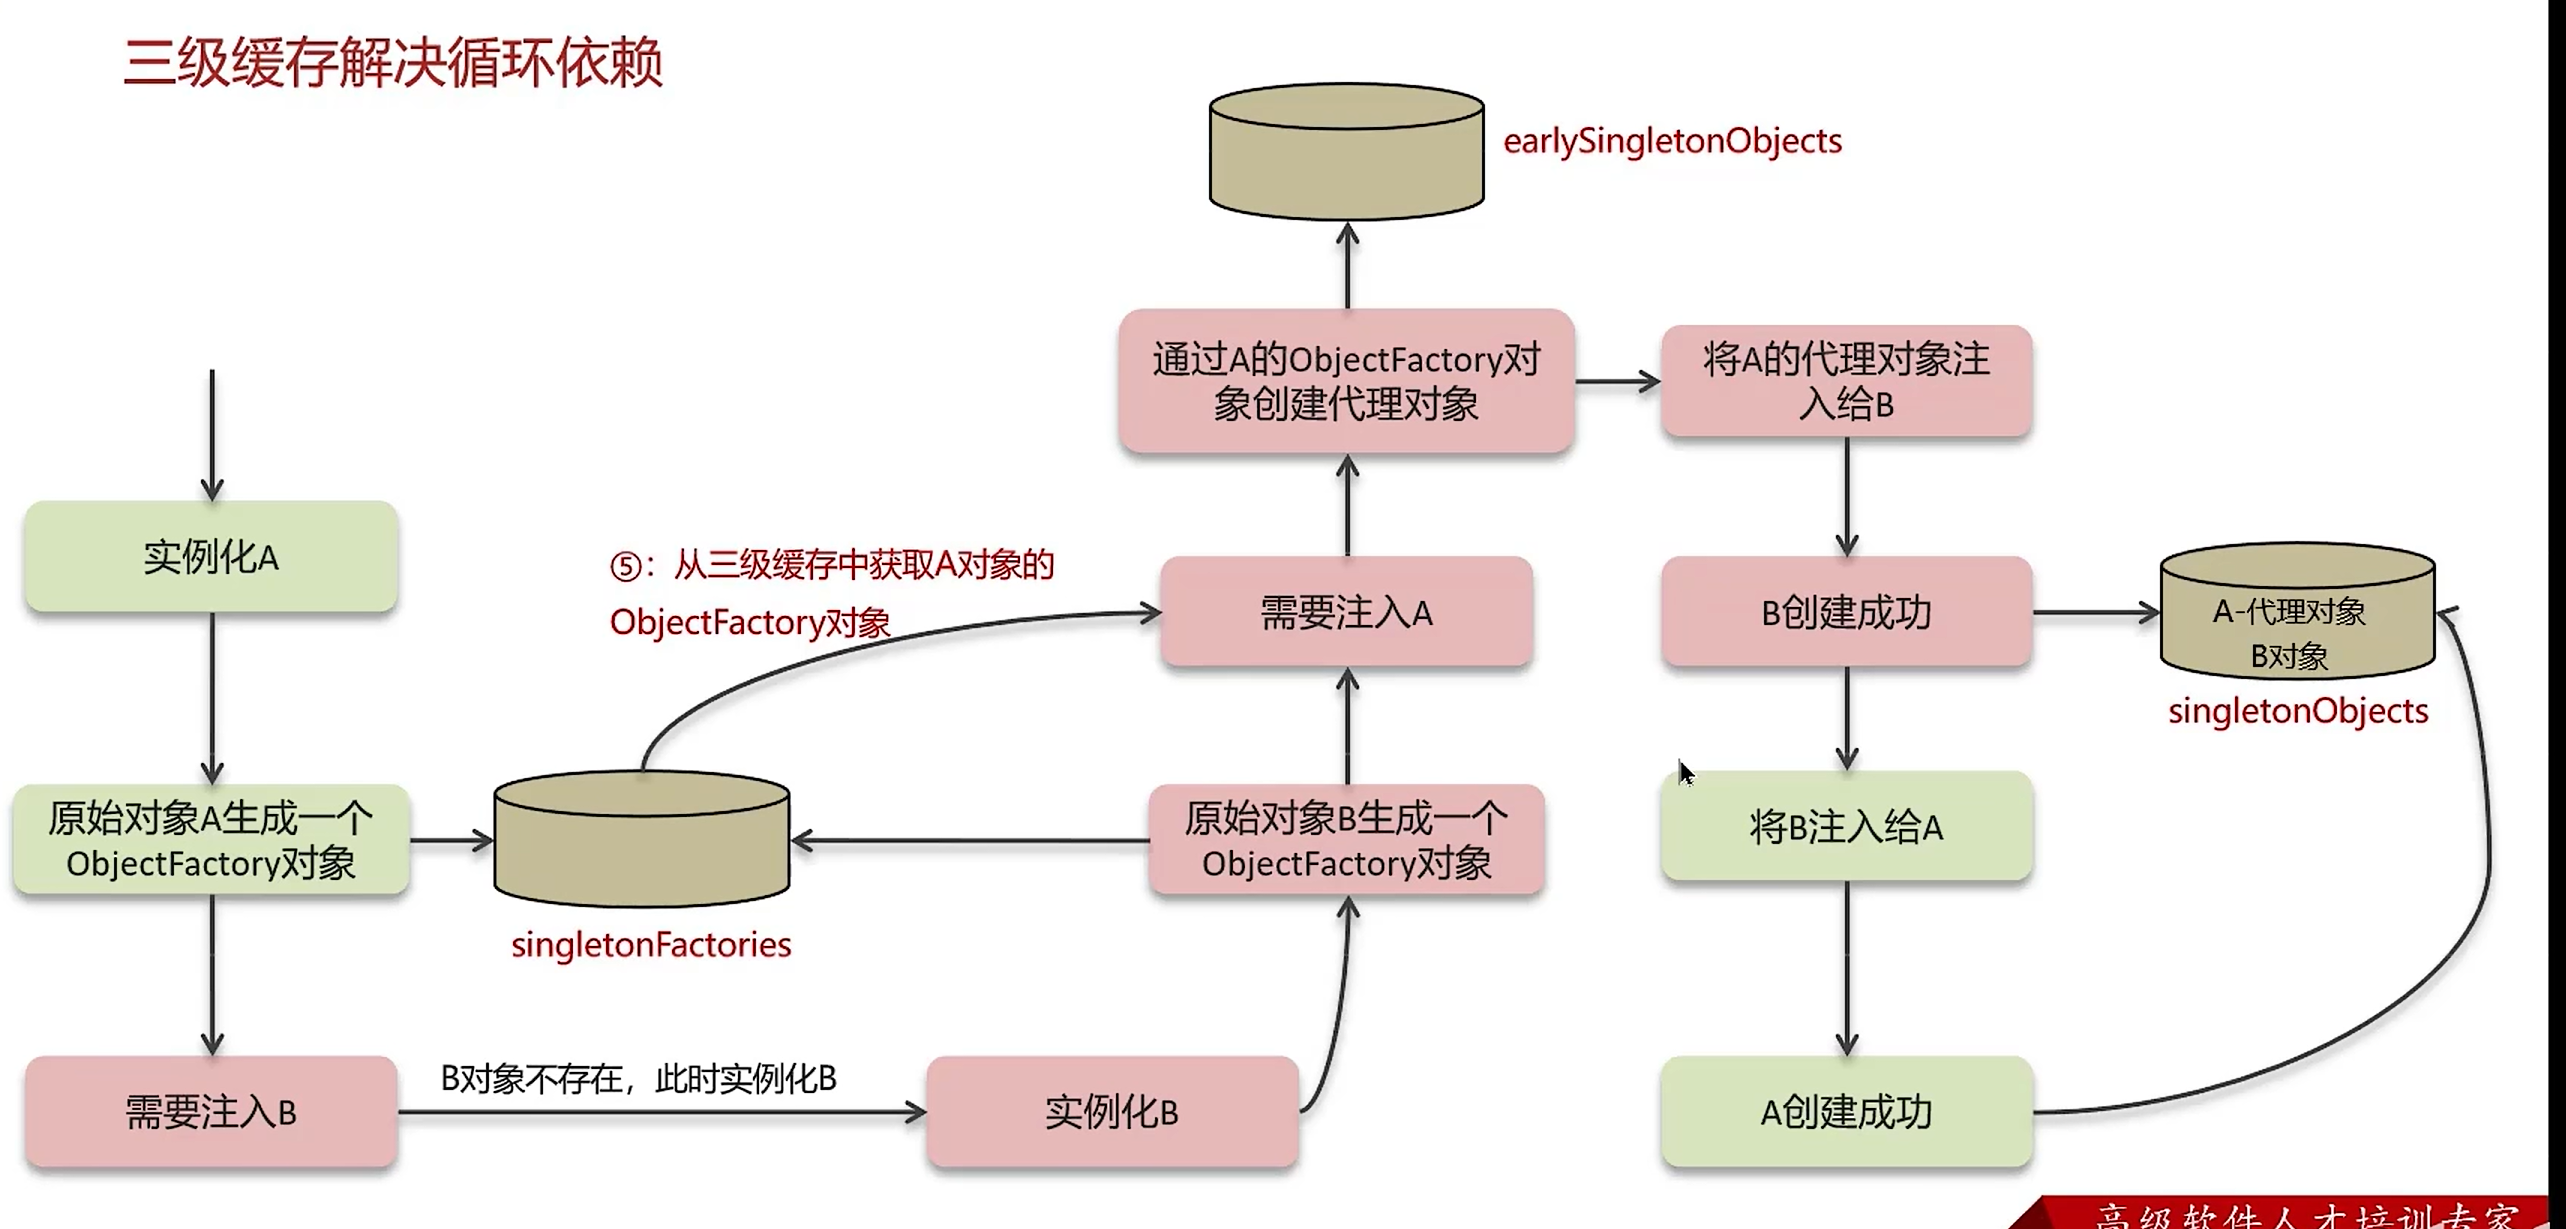 三级缓存解决循环依赖
earlySingletonObjects
通过A的ObjectFactory对
象创建代理对象
将A的代理对象注
入给B
实例化A
⑤：从三级缓存中获取A对象的
ObjectFactory对象
需要注入A
B创建成功
A-代理对象
B对象
singletonObjects
原始对象A生成一个
ObjectFactory对象
singletonFactories
原始对象B生成一个
ObjectFactory对象
将B注入给A
需要注入B
B对象不存在，此时实例化B
实例化B
A创建成功
高级软件人才培训专家